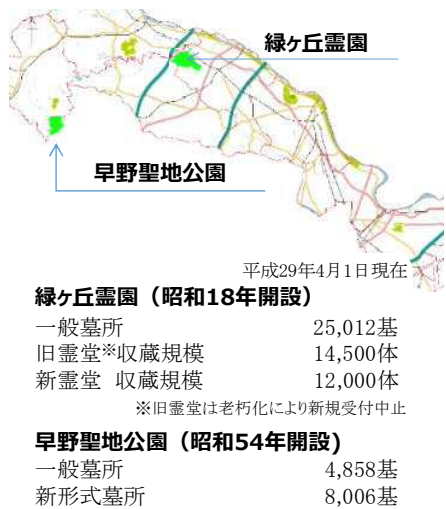 緑ヶ丘霊園
早野聖地公園
平成29年4月1日現在
緑ヶ丘霊園（昭和18年開設）
一般墓所 25,012基
旧霊堂※収蔵規模 14,500体
新霊堂 収蔵規模 12,000体
※旧霊堂は老朽化により新規受付中止
早野聖地公園（昭和54年開設)
一般墓所 4,858基
新形式墓所 8,006基